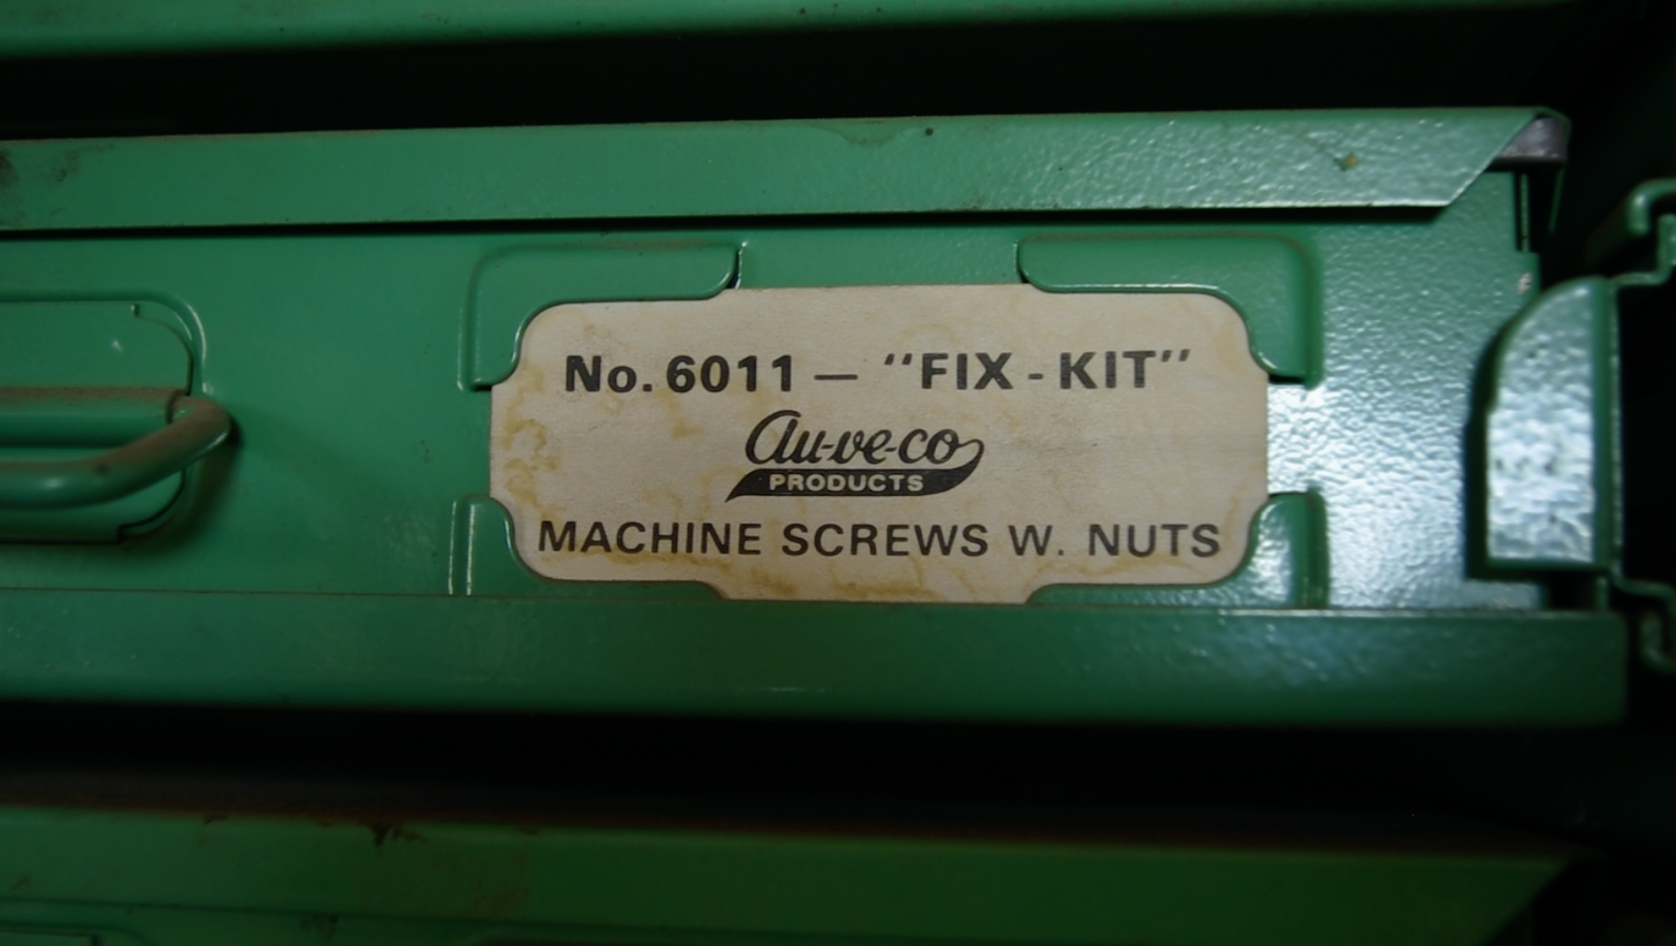 No. 6011 — "FIX - KIT"
Au-ve-co
PRODUCTS
MACHINE SCREWS W. NUTS